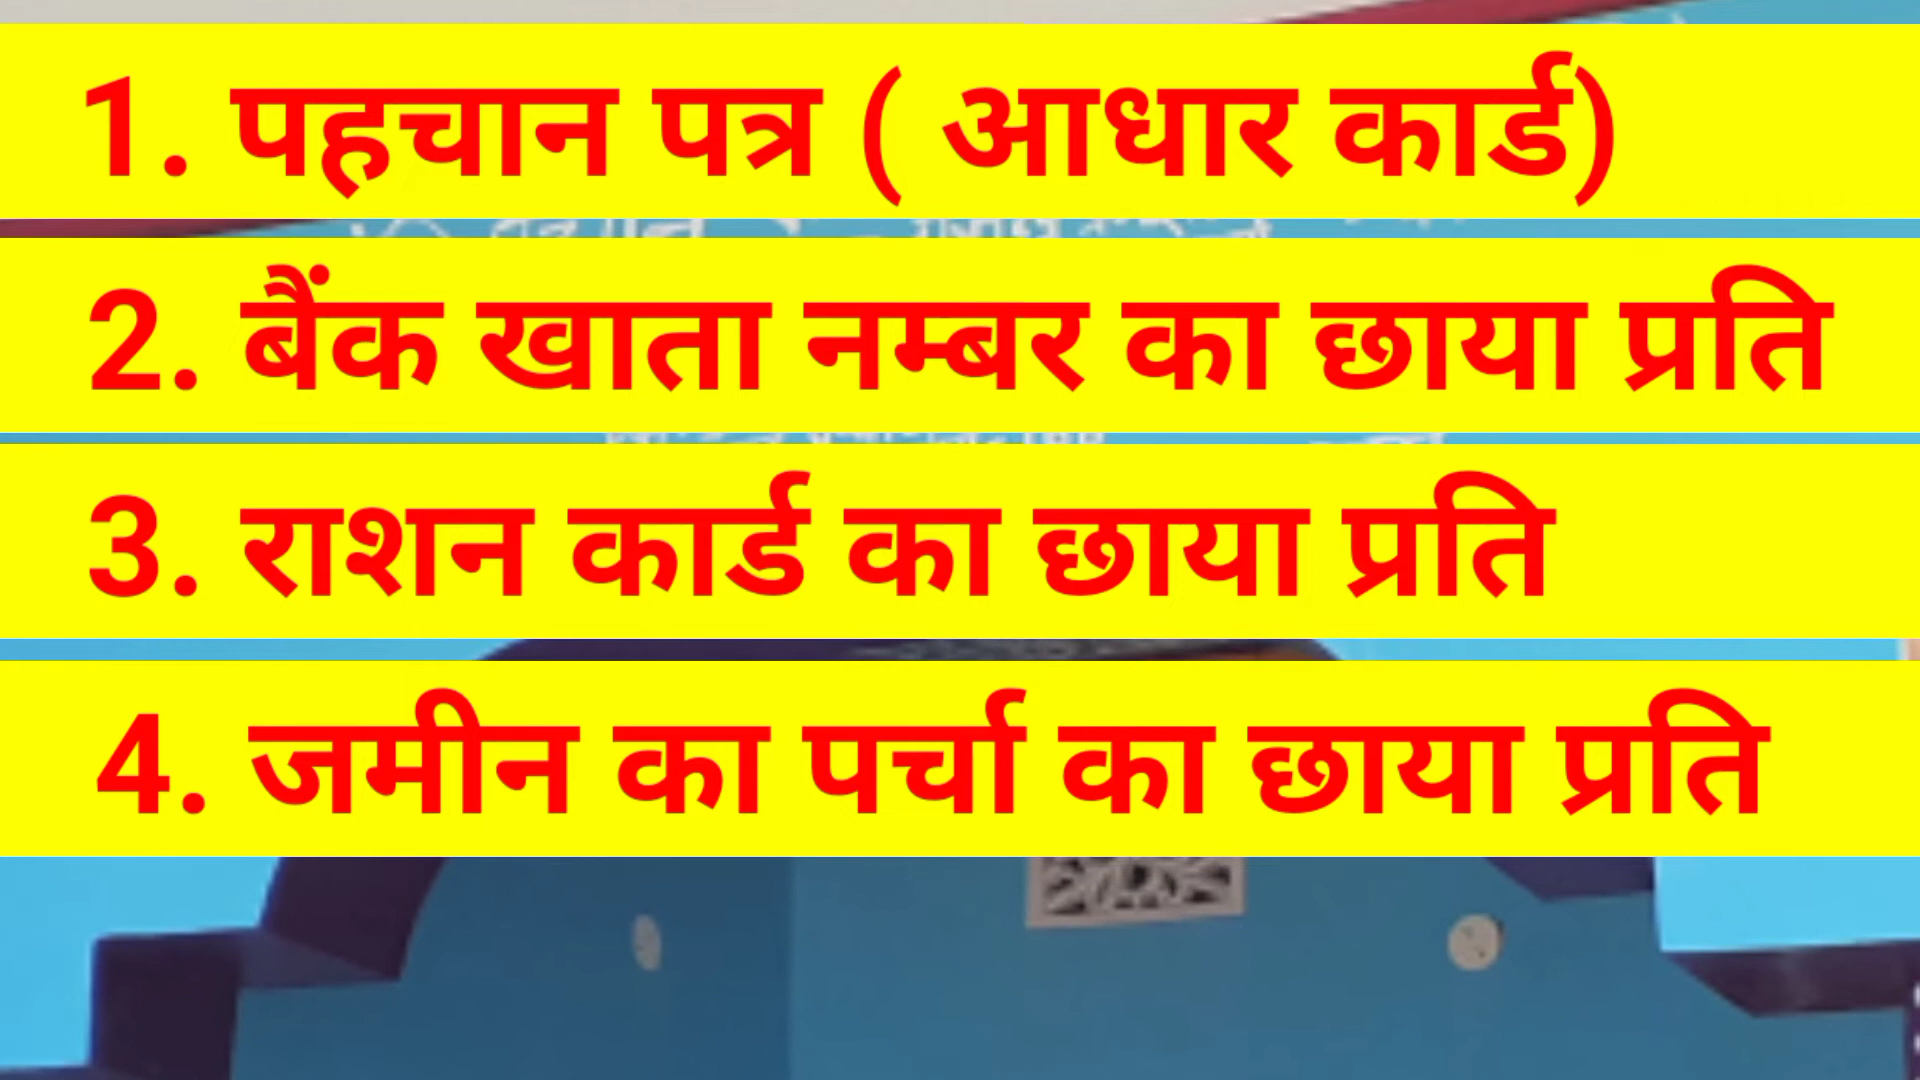 1. पहचान पत्र ( आधार कार्ड)
2. बैंक खाता नम्बर का छाया प्रति
3. राशन कार्ड का छाया प्रति
4. जमीन का पर्चा का छाया प्रति